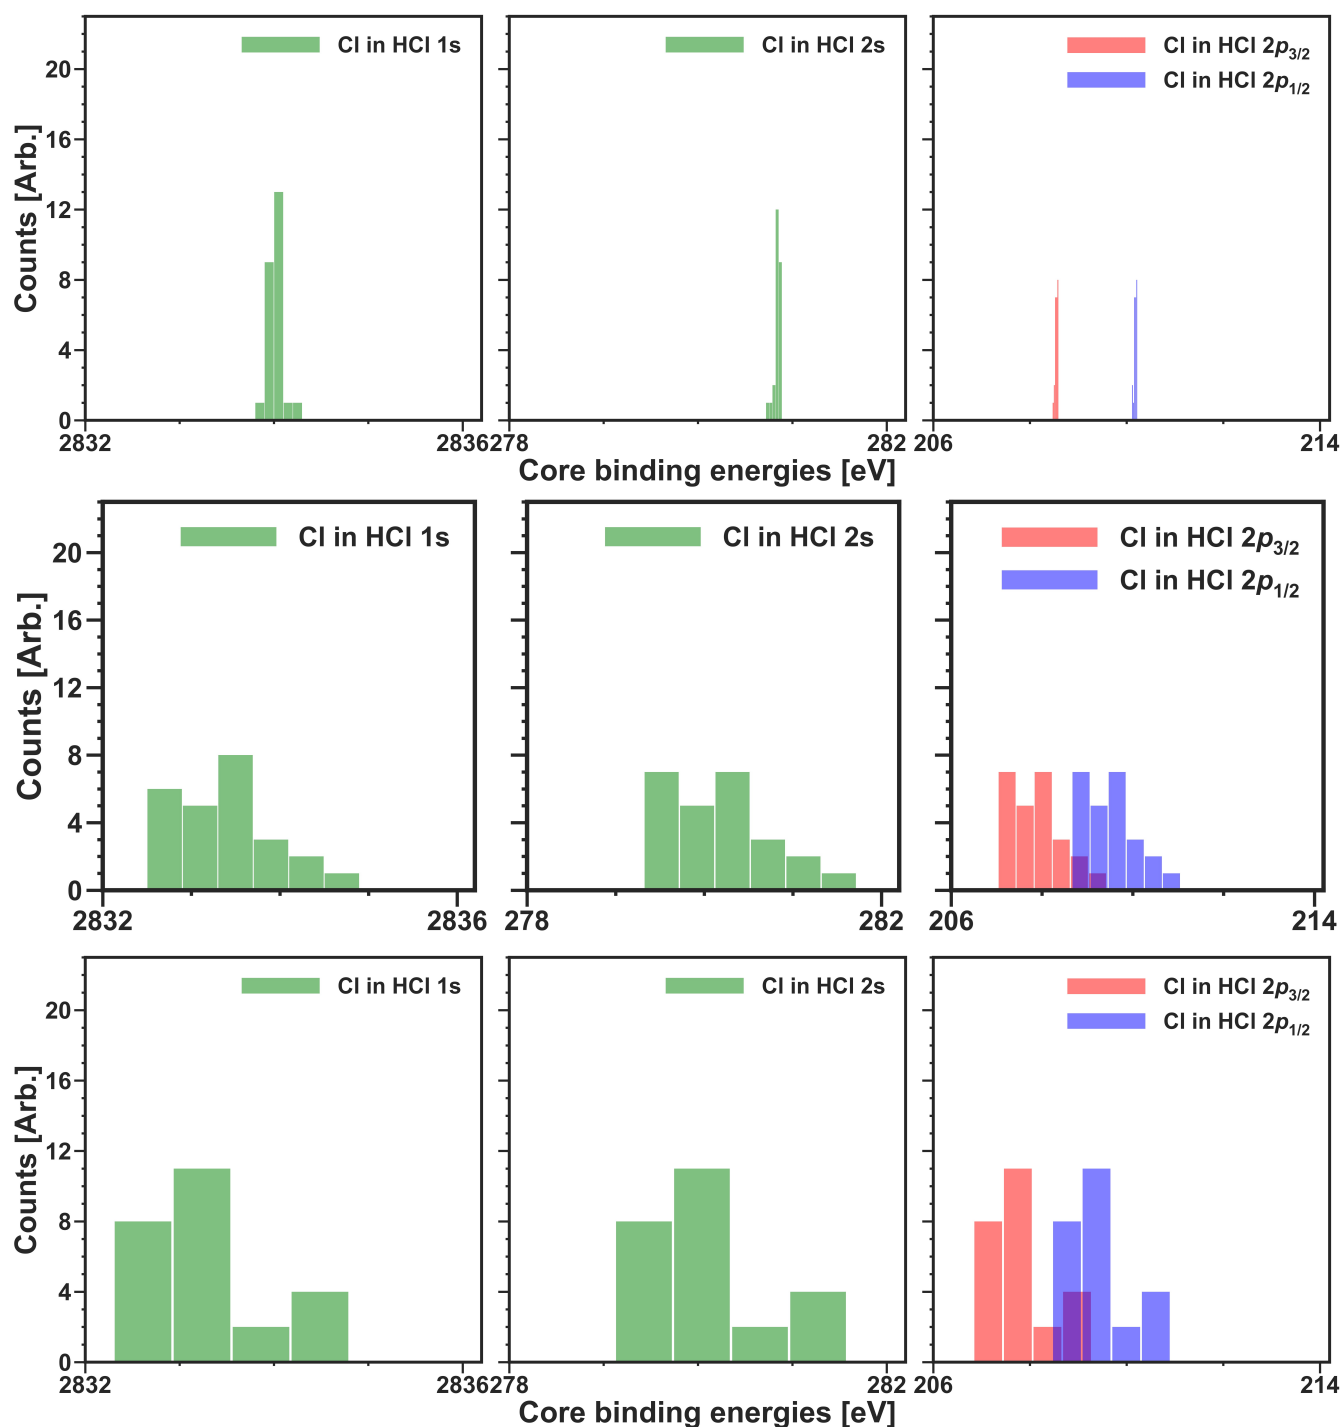 Cl in HCl 1s
Cl in HCl 2s
Cl in HCl 2p3/2
Cl in HCl 2p1/2
Counts [Arb.]
20
16
12
8
4
0
2832
2836
278
282
206
214
Core binding energies [eV]
Cl in HCl 1s
Cl in HCl 2s
Cl in HCl 2p3/2
Cl in HCl 2p1/2
Counts [Arb.]
20
16
12
8
4
0
2832
2836
278
282
206
214
Cl in HCl 1s
Cl in HCl 2s
Cl in HCl 2p3/2
Cl in HCl 2p1/2
Counts [Arb.]
20
16
12
8
4
0
2832
2836
278
282
206
214
Core binding energies [eV]